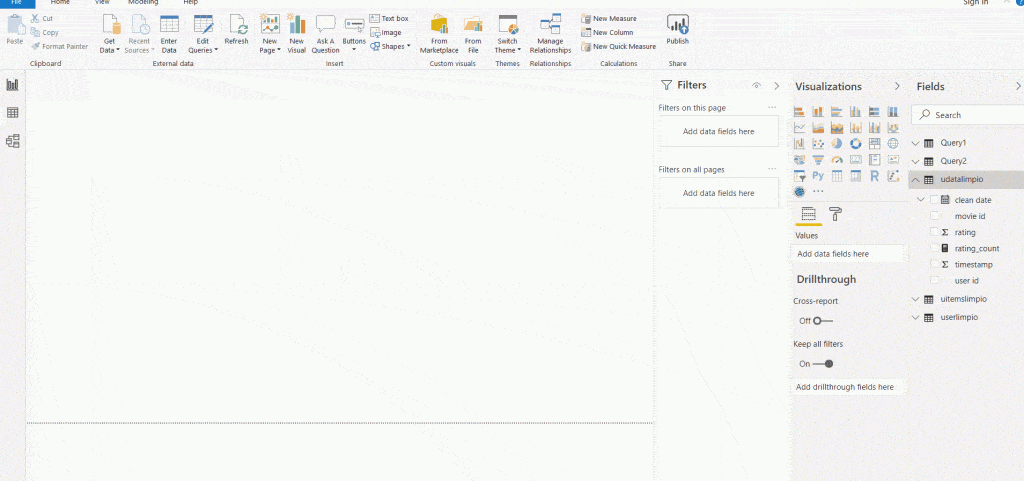 File Home View Modeling Help Sign in
Paste
Cut
Copy
Format Painter
Clipboard
Get Data
Recent Sources
Enter Data
Edit Queries
Refresh
External data
New Page
New Visual
Ask A Question
Buttons
Text box
Image
Shapes
Insert
From Marketplace
From File
Custom visuals
Switch Theme
Themes
Manage Relationships
Relationships
New Measure
New Column
New Quick Measure
Calculations
Publish
Share
Filters
Filters on this page
Add data fields here
Filters on all pages
Add data fields here
Visualizations
Py
R
Values
Add data fields here
Drillthrough
Cross-report
Off
Keep all filters
On
Add drillthrough fields here
Fields
Search
Query1
Query2
udatalimpio
clean date
movie id
Σ rating
rating_count
Σ timestamp
user id
uitemslimpio
userlimpio